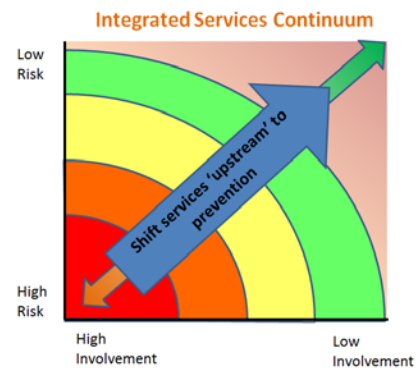 Integrated Services Continuum
Low
Risk
Shift services 'upstream' to
prevention
High
Risk
High
Involvement
Low
Involvement